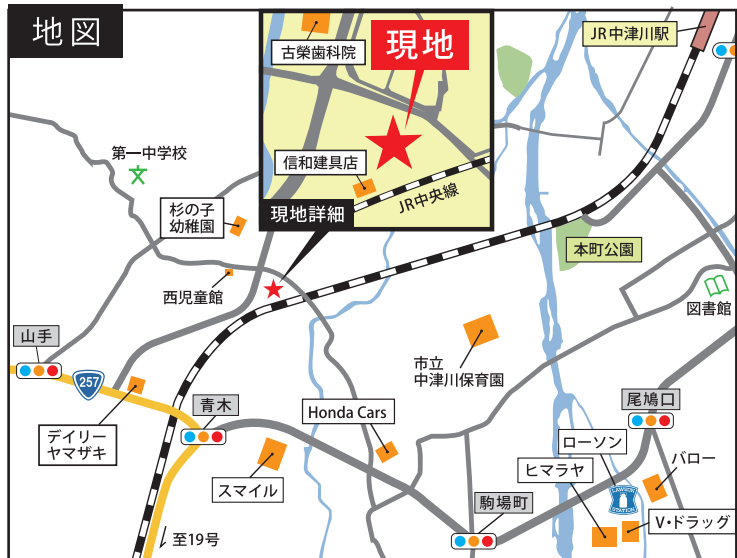 地図
古榮歯科院
現地
信和建具店
JR中央線
現地詳細
JR中津川駅
第一中学校
文
杉の子
幼稚園
西児童館
本町公園
図書館
山手
257
市立
中津川保育園
デイリー
ヤマザキ
青木
Honda Cars
スマイル
尾鳩口
ローソン
ヒマラヤ
バロー
LAWSON
STATION
駒場町
V・ドラッグ
至19号